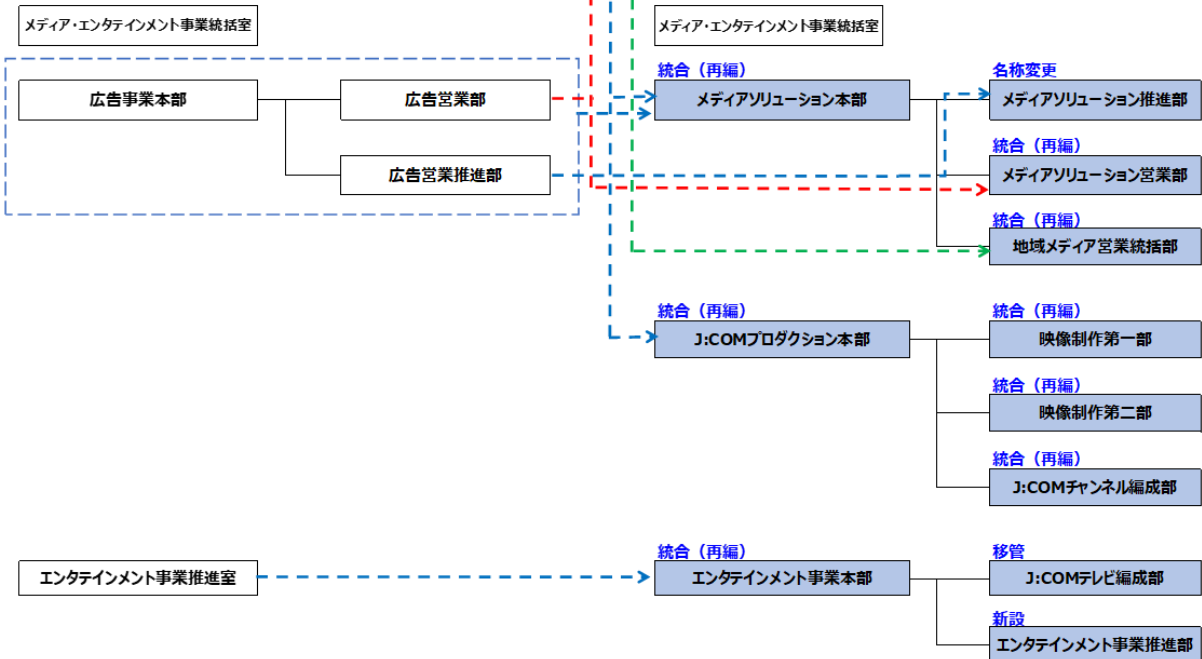 メディア・エンタテインメント事業統括室
メディア・エンタテインメント事業統括室
統合（再編）
名称変更
広告事業本部
広告営業部
メディアソリューション本部
メディアソリューション推進部
統合（再編）
広告営業推進部
メディアソリューション営業部
統合（再編）
地域メディア営業統括部
統合（再編）
統合（再編）
J:COMプロダクション本部
映像制作第一部
統合（再編）
映像制作第二部
統合（再編）
J:COMチャンネル編成部
統合（再編）
移管
エンタテインメント事業推進室
エンタテインメント事業本部
J:COMテレビ編成部
新設
エンタテインメント事業推進部